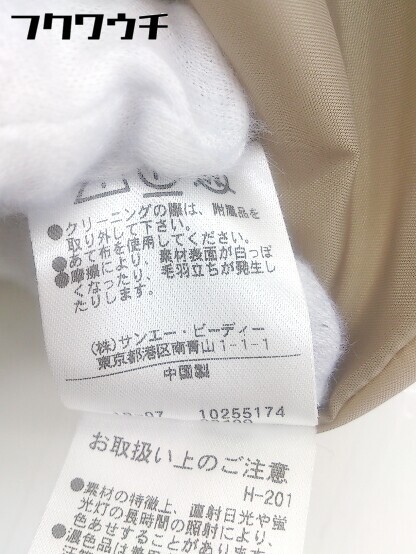 フクワウチ
●クリーニングの際は、附属品を
取り外して下さい。
●あて布を使用してください。
●摩擦により、素材表面が白っぽ
くなったり、毛羽立ちが発生し
たりします。
(株)サンエー・ビーディー
東京都港区南青山1-1-1
中国製
10255174
お取扱い上のご注意
H-201
●素材の特徴上、直射日光や蛍
光灯の長時間の照射により、
色あせすることがあります。
●濃色品は